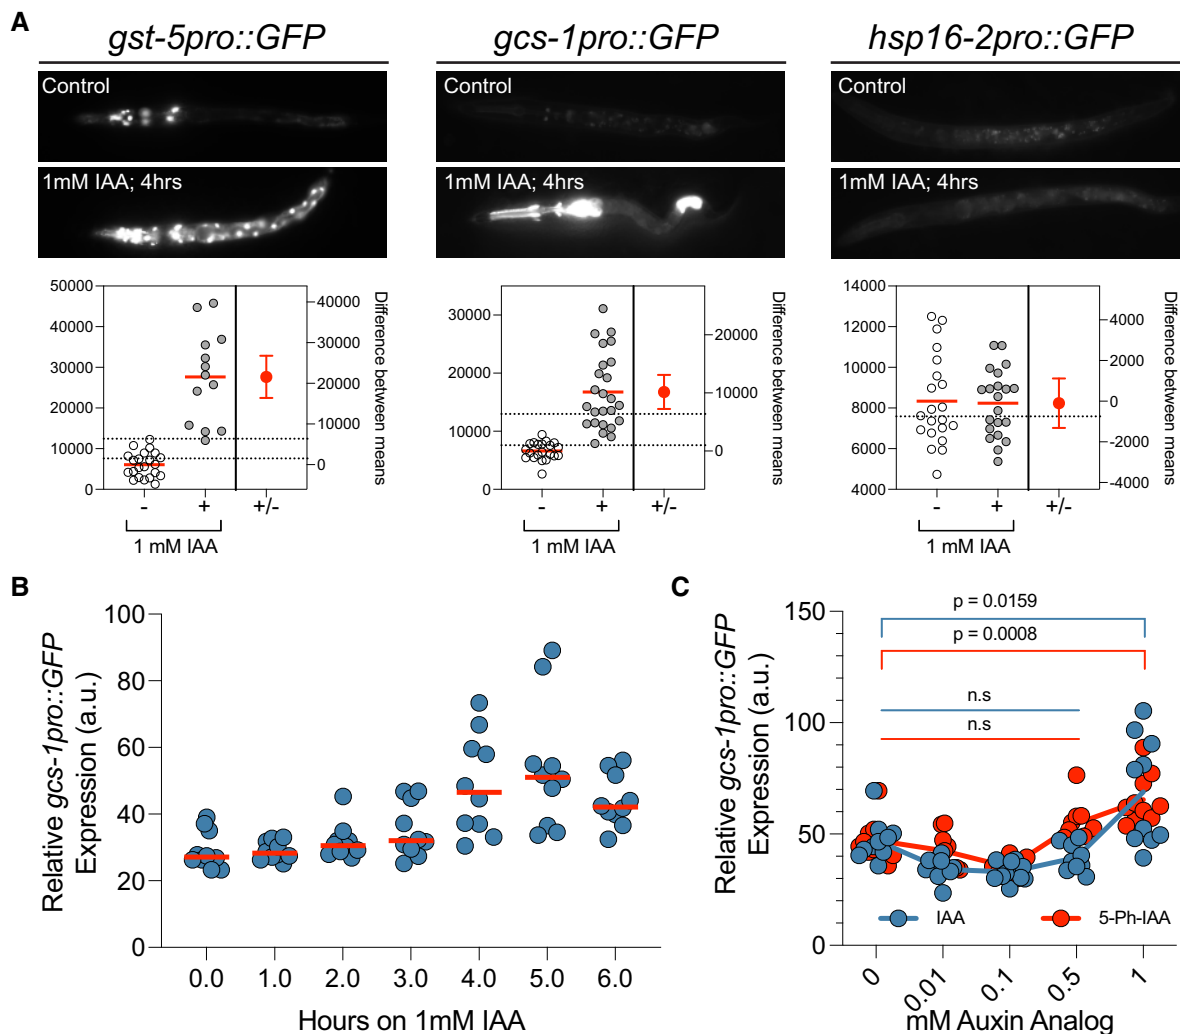 A
gst-5pro::GFP
gcs-1pro::GFP
hsp16-2pro::GFP
Control
Control
Control
1mM IAA; 4hrs
1mM IAA; 4hrs
1mM IAA; 4hrs
50000
40000
30000
20000
10000
0
40000
30000
20000
10000
0
Difference between means
- + +/-
1 mM IAA
30000
20000
10000
0
20000
10000
0
Difference between means
- + +/-
1 mM IAA
14000
12000
10000
8000
6000
4000
4000
2000
0
-2000
-4000
Difference between means
- + +/-
1 mM IAA
B
Relative gcs-1pro::GFP
Expression (a.u.)
100
80
60
40
20
0
0.0 1.0 2.0 3.0 4.0 5.0 6.0
Hours on 1mM IAA
C
Relative gcs-1pro::GFP
Expression (a.u.)
150
100
50
0
p = 0.0159
p = 0.0008
n.s
n.s
IAA
5-Ph-IAA
0 0.01 0.1 0.5 1
mM Auxin Analog